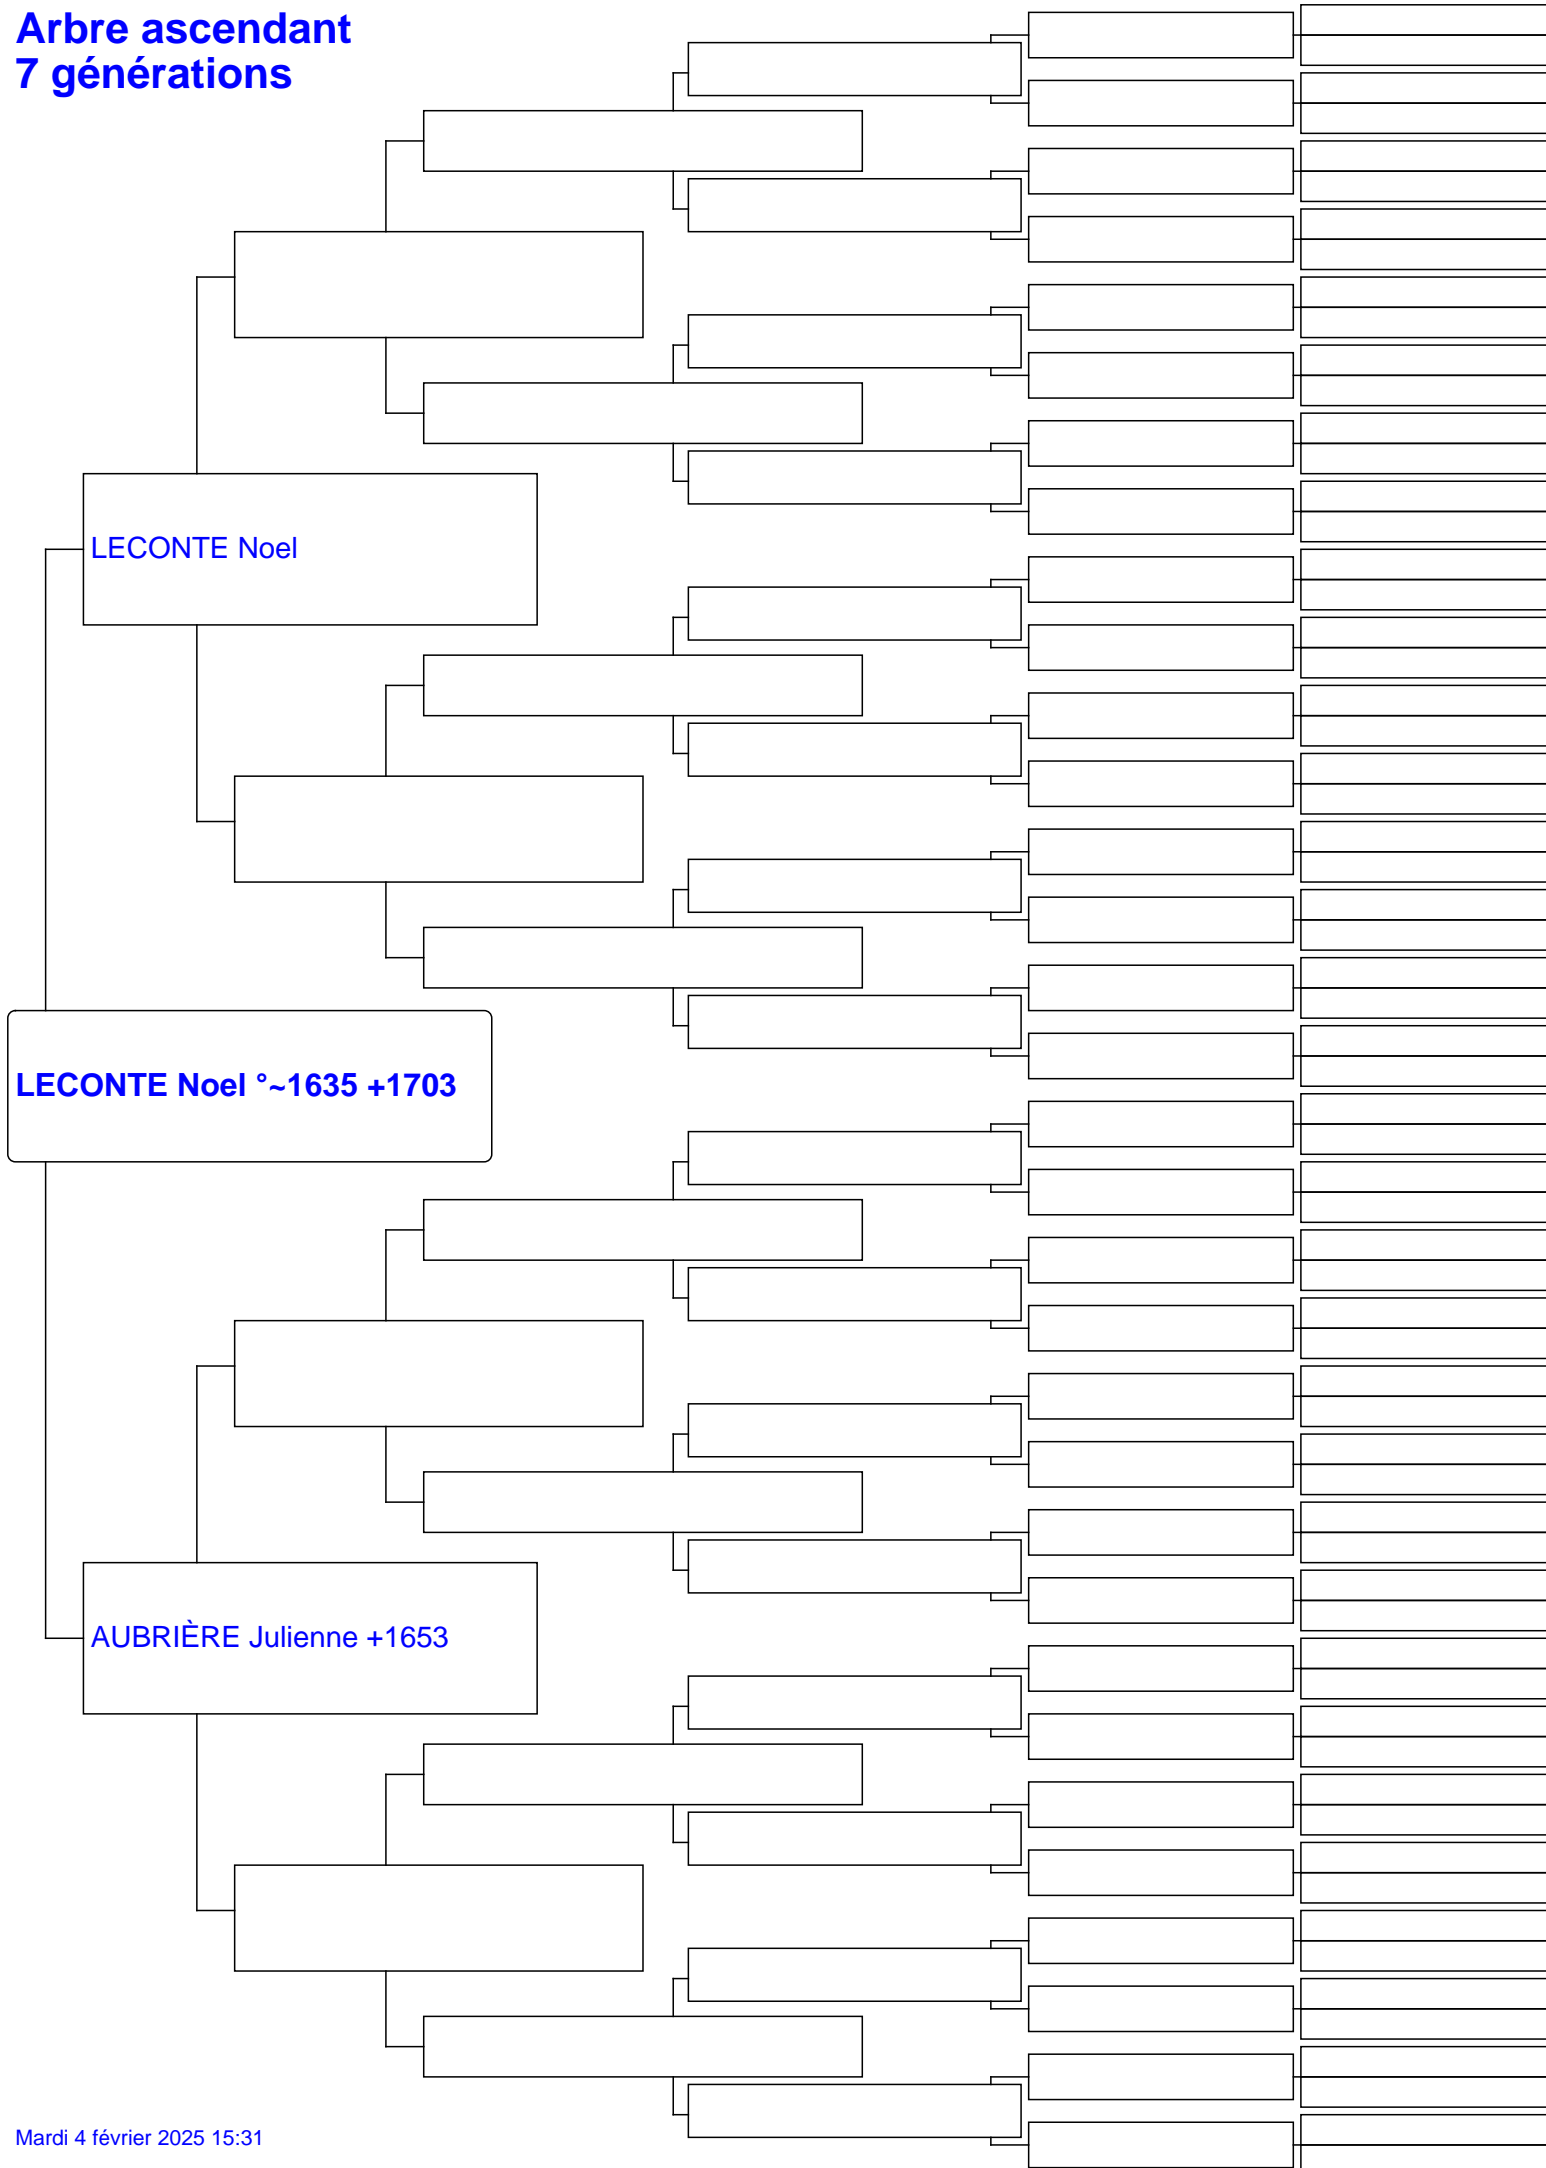 Arbre ascendant
7 générations
LECONTE Noel
LECONTE Noel °~1635 +1703
AUBRIÈRE Julienne +1653
Mardi 4 février 2025 15:31